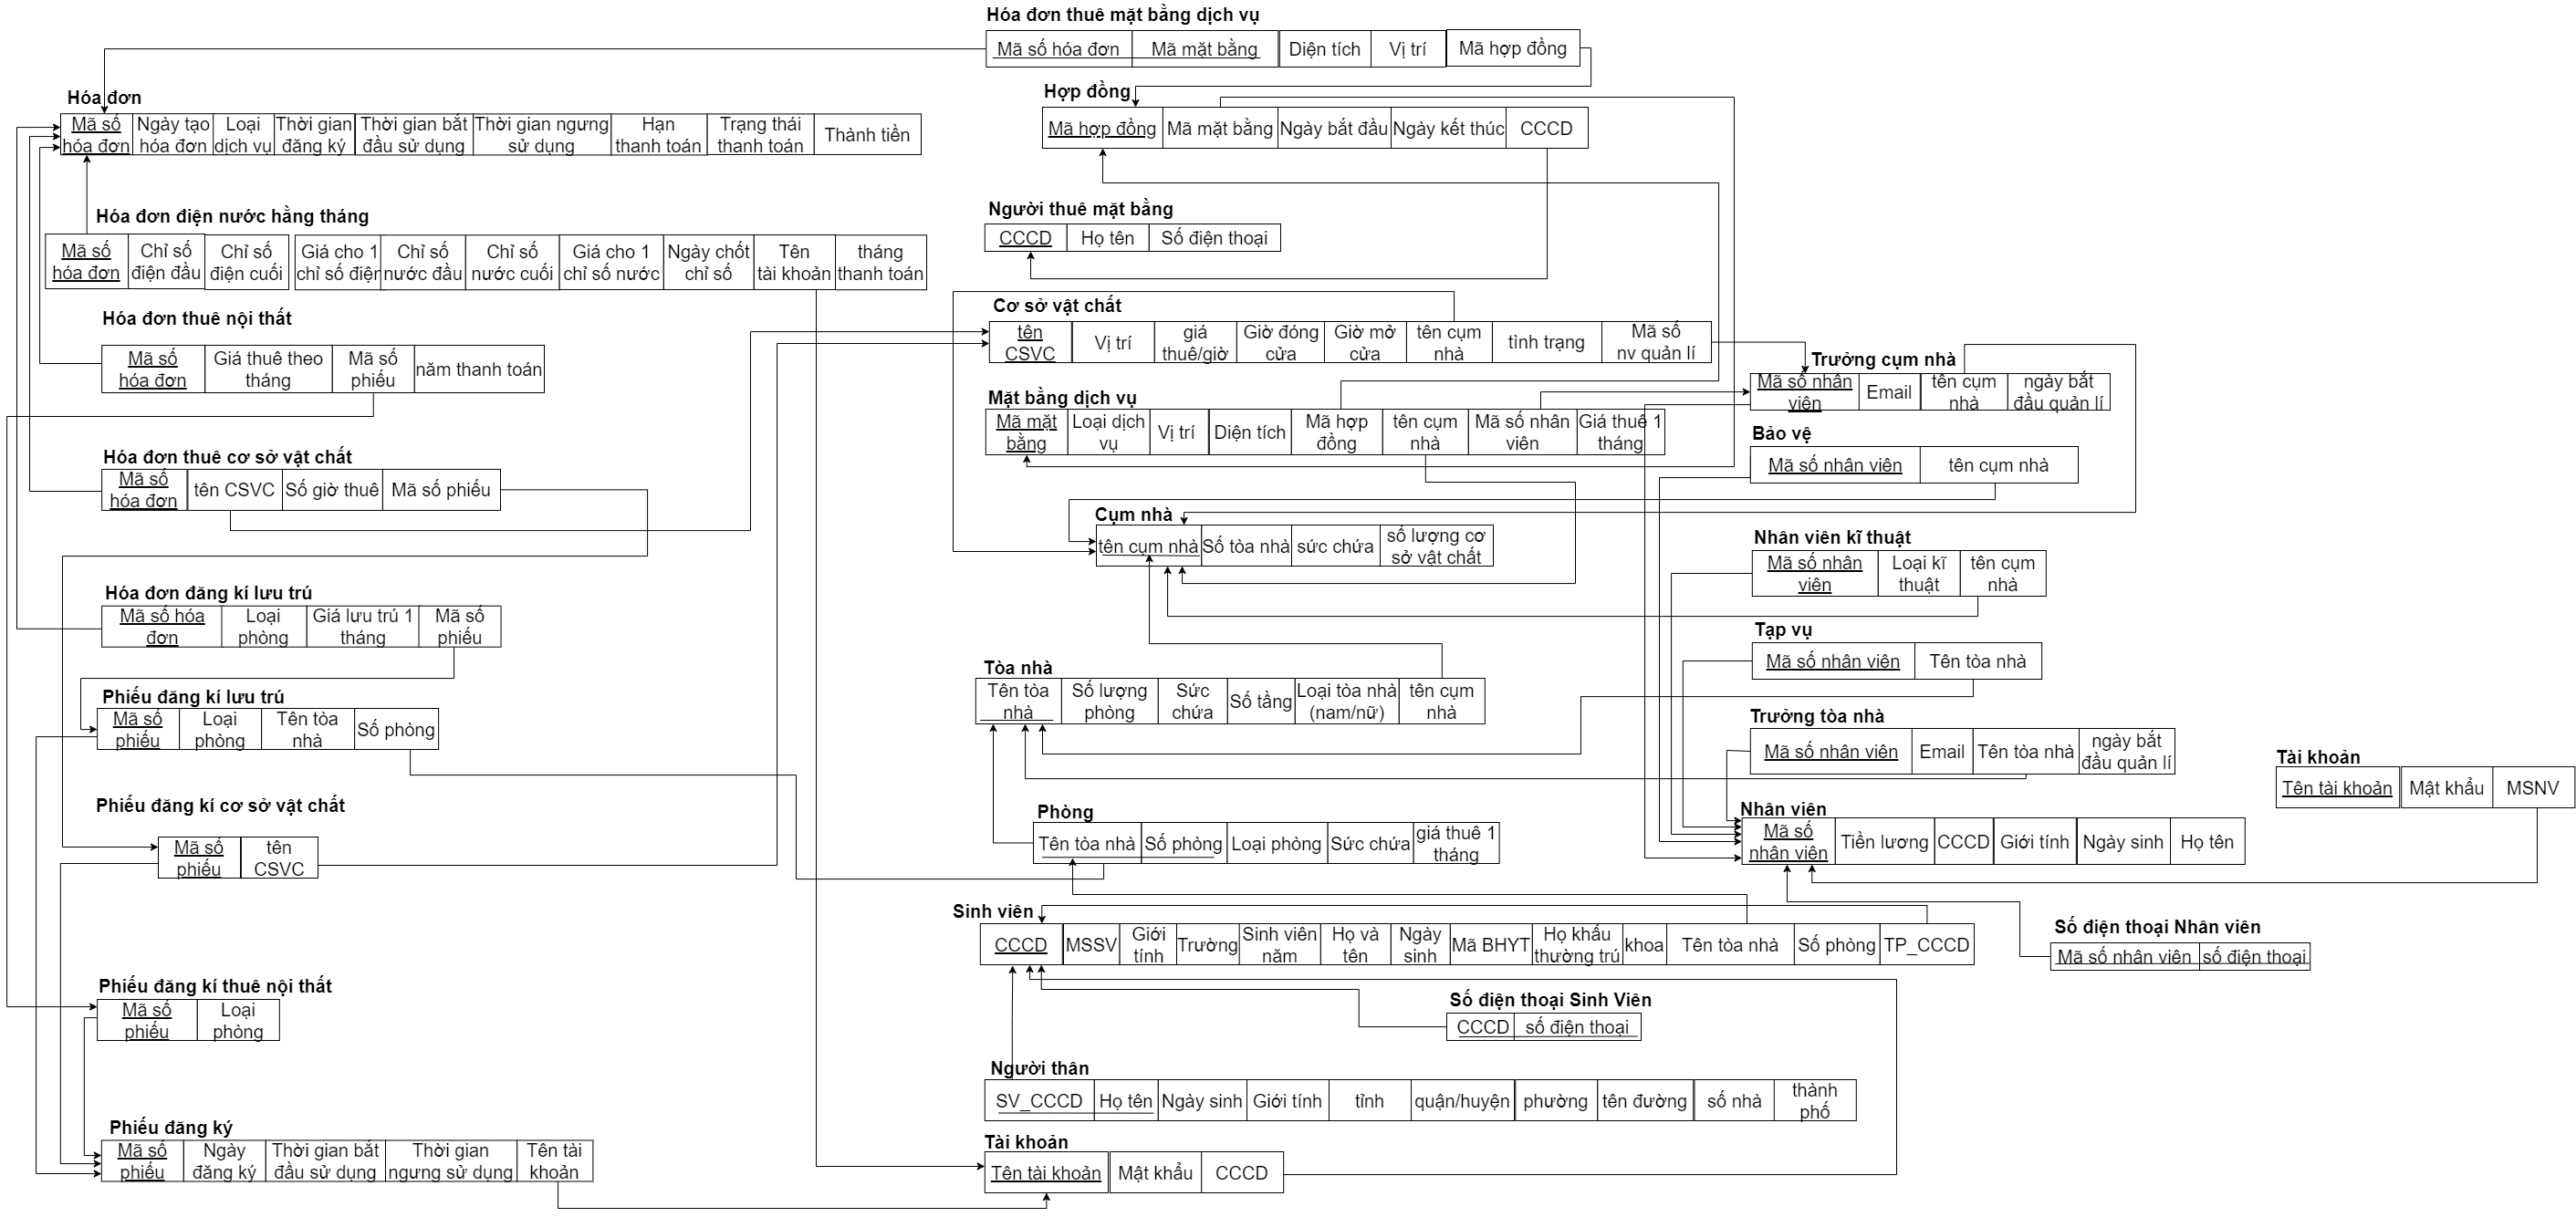 Hóa đơn thuê mặt bằng dịch vụ
Mã số hóa đơn Mã mặt bằng Diện tích Vị trí Mã hợp đồng
Hóa đơn
Mã số Ngày tạo Loại Thời gian Thời gian bắt Thời gian ngưng Hạn Trạng thái Thành tiền
hóa đơn hóa đơn dịch vụ đăng ký đầu sử dụng sử dụng thanh toán thanh toán
Hợp đồng
Mã hợp đồng Mã mặt bằng Ngày bắt đầu Ngày kết thúc CCCD
Hóa đơn điện nước hằng tháng
Mã số Chỉ số Chỉ số Giá cho 1 Chỉ số Chỉ số Giá cho 1 Ngày chốt Tên tháng
hóa đơn điện đầu điện cuối chỉ số điện nước đầu nước cuối chỉ số nước chỉ số tài khoản thanh toán
Người thuê mặt bằng
CCCD Họ tên Số điện thoại
Hóa đơn thuê nội thất
Mã số Giá thuê theo Mã số năm thanh toán
hóa đơn tháng phiếu
Cơ sở vật chất
tên Vị trí giá Giờ đóng Giờ mở tên cụm tình trạng Mã số
CSVC thuê/giờ cửa cửa nhà nv quản lí
Trưởng cụm nhà
Mã số nhân Email tên cụm ngày bắt
viên nhà đầu quản lí
Mặt bằng dịch vụ
Mã mặt Loại dịch Vị trí Diện tích Mã hợp tên cụm Mã số nhân Giá thuê 1
bằng vụ đồng nhà viên tháng
Bảo vệ
Mã số nhân viên tên cụm nhà
Hóa đơn thuê cơ sở vật chất
Mã số tên CSVC Số giờ thuê Mã số phiếu
hóa đơn
Cụm nhà
tên cụm nhà Số tòa nhà sức chứa số lượng cơ
sở vật chất
Nhân viên kĩ thuật
Mã số nhân Loại kĩ tên cụm
viên thuật nhà
Hóa đơn đăng kí lưu trú
Mã số hóa Loại Giá lưu trú 1 Mã số
đơn phòng tháng phiếu
Tạp vụ
Mã số nhân viên Tên tòa nhà
Tòa nhà
Tên tòa Số lượng Sức Số tầng Loại tòa nhà tên cụm
nhà phòng chứa (nam/nữ) nhà
Phiếu đăng kí lưu trú
Mã số Loại Tên tòa Số phòng
phiếu phòng nhà
Trưởng tòa nhà
Mã số nhân viên Email Tên tòa nhà ngày bắt
đầu quản lí
Tài khoản
Tên tài khoản Mật khẩu MSNV
Phiếu đăng kí cơ sở vật chất
Mã số tên
phiếu CSVC
Phòng
Tên tòa nhà Số phòng Loại phòng Sức chứa giá thuê 1
tháng
Nhân viên
Mã số Tiền lương CCCD Giới tính Ngày sinh Họ tên
nhân viên
Sinh viên
CCCD MSSV Giới Trường Sinh viên Họ và Ngày Mã BHYT Họ khấu khoa Tên tòa nhà Số phòng TP_CCCD
tính năm tên sinh thường trú
Số điện thoại Nhân viên
Mã số nhân viên số điện thoại
Phiếu đăng kí thuê nội thất
Mã số Loại
phiếu phòng
Số điện thoại Sinh Viên
CCCD số điện thoại
Người thân
SV_CCCD Họ tên Ngày sinh Giới tính tỉnh quận/huyện phường tên đường số nhà thành
phố
Phiếu đăng ký
Mã số Ngày Thời gian bắt Thời gian Tên tài
phiếu đăng ký đầu sử dụng ngưng sử dụng khoản
Tài khoản
Tên tài khoản Mật khẩu CCCD